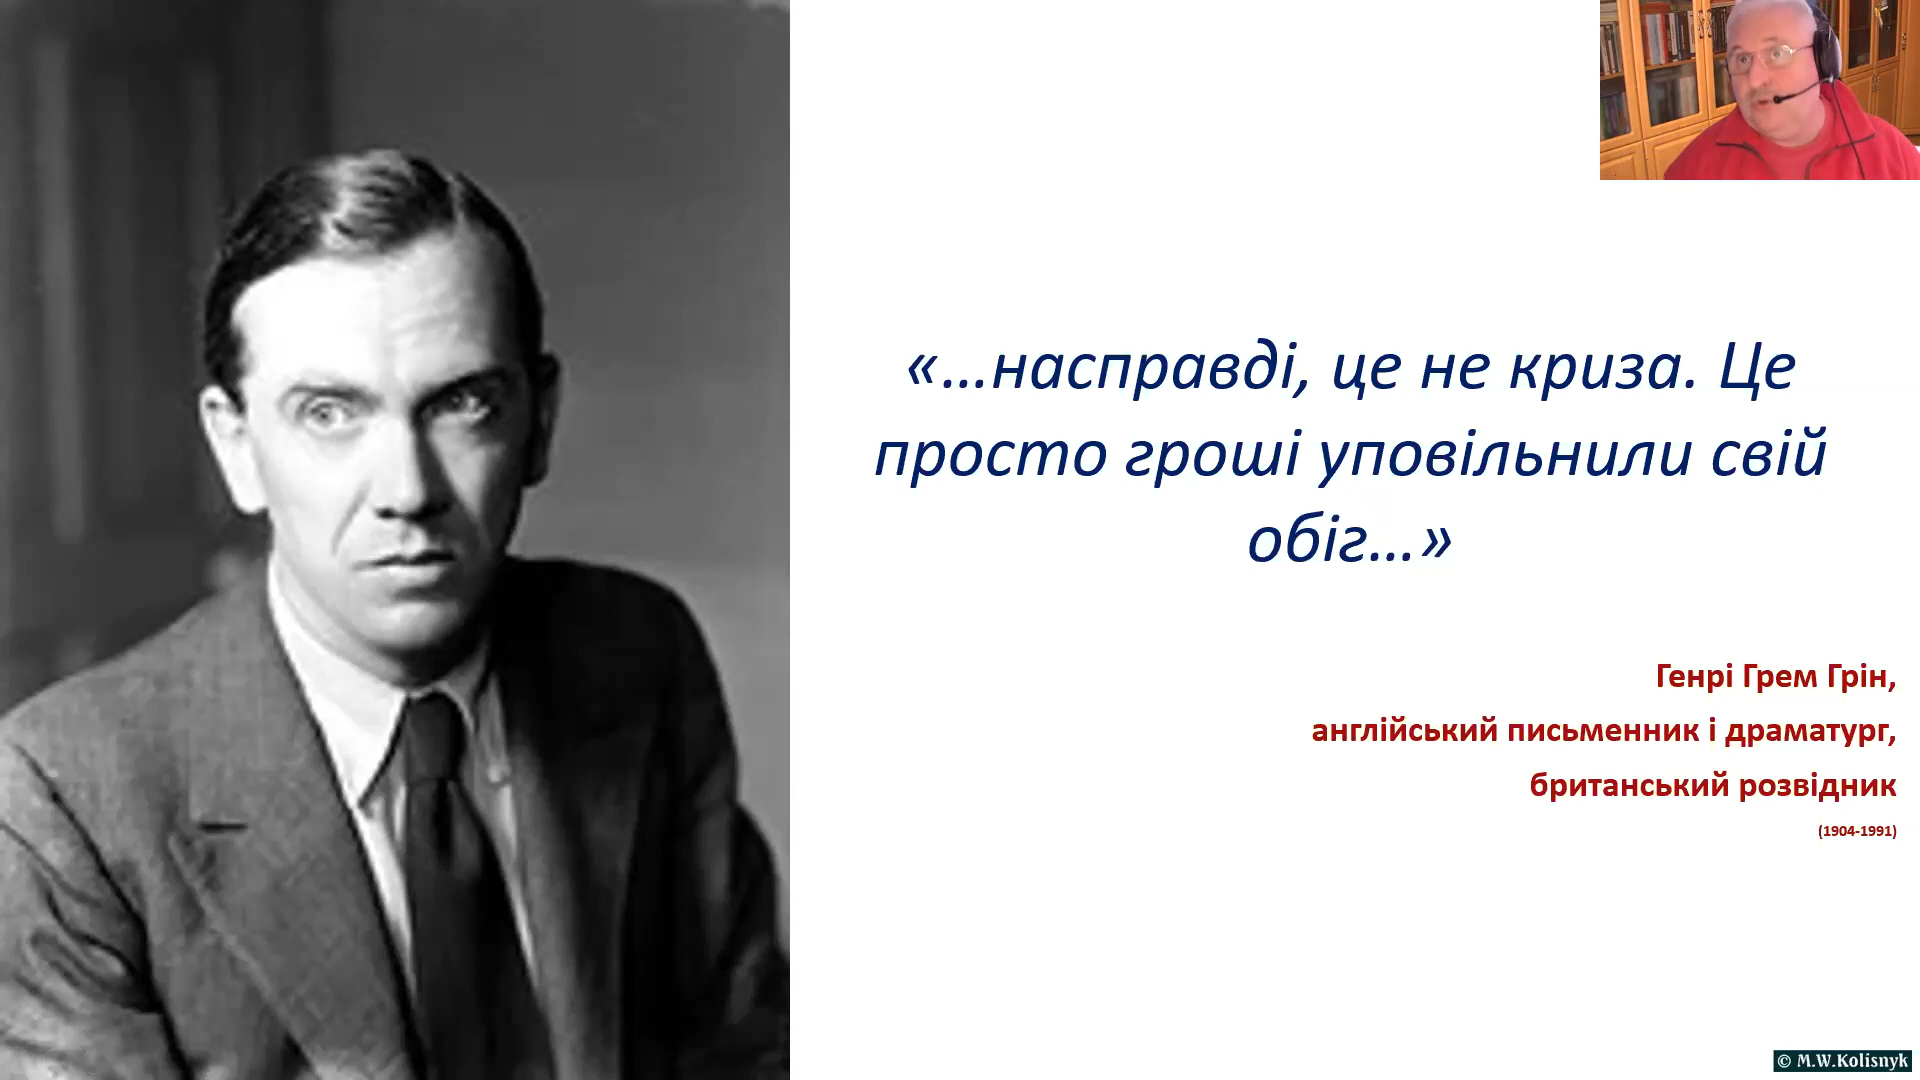 «...насправді, це не криза. Це
просто гроші уповільнили свій
обіг...»
Генрі Грем Грін,
англійський письменник і драматург,
британський розвідник
(1904-1991)
© M.W.Kolisnyk